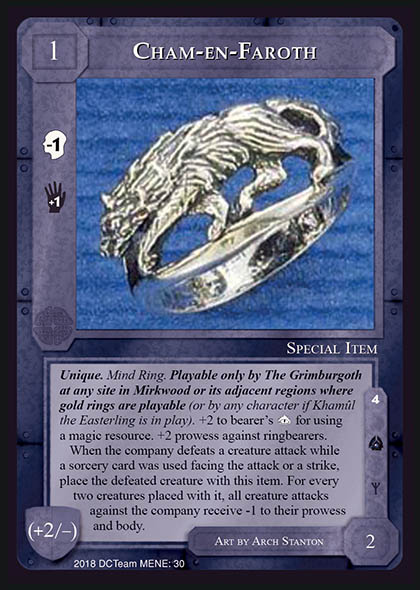 1
CHAM-EN-FAROTH
-1
+1
SPECIAL ITEM
Unique. Mind Ring. Playable only by The Grimburgoth
at any site in Mirkwood or its adjacent regions where
gold rings are playable (or by any character if Khamûl
the Easterling is in play). +2 to bearer's for using
a magic resource. +2 prowess against ringbearers.
When the company defeats a creature attack while
a sorcery card was used facing the attack or a strike,
place the defeated creature with this item. For every
two creatures placed with it, all creature attacks
against the company receive -1 to their prowess
and body.
4
(+2/–)
ART BY ARCH STANTON
2
2018 DCTeam MENE: 30